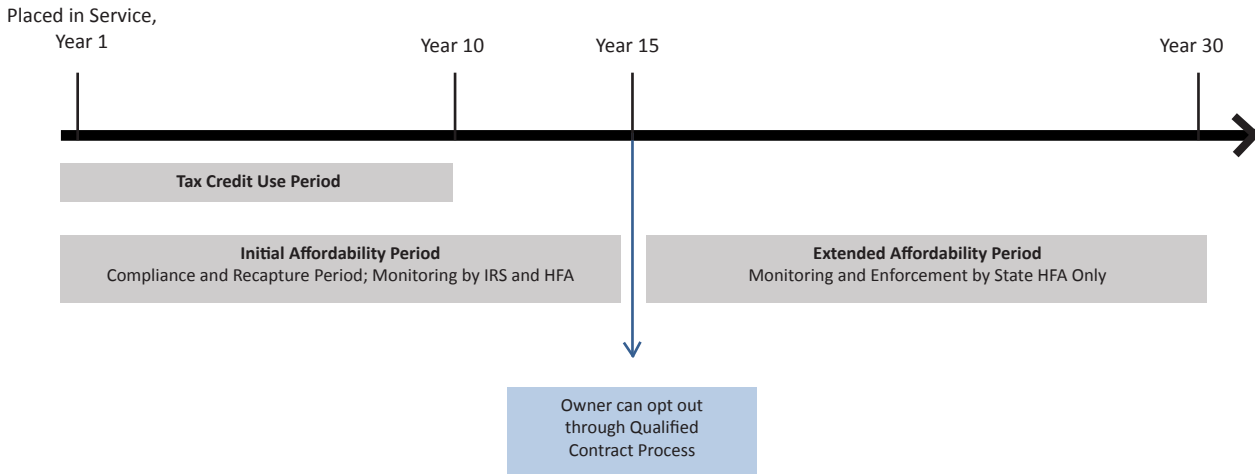 Placed in Service,
Year 1
Year 10
Year 15
Year 30
Tax Credit Use Period
Initial Affordability Period
Compliance and Recapture Period; Monitoring by IRS and HFA
Extended Affordability Period
Monitoring and Enforcement by State HFA Only
Owner can opt out
through Qualified
Contract Process